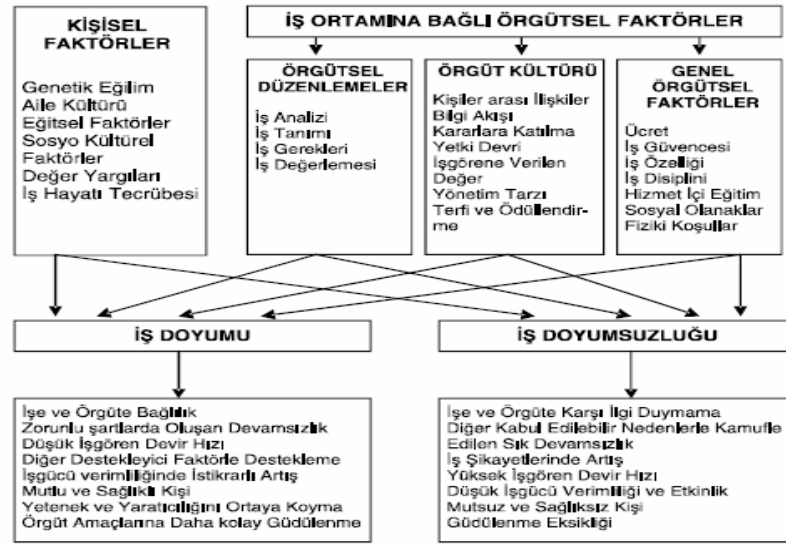 KİŞİSEL
FAKTÖRLER
Genetik Eğilim
Aile Kültürü
Eğitsel Faktörler
Sosyo Kültürel
Faktörler
Değer Yargıları
İş Hayatı Tecrübesi
İŞ ORTAMINA BAĞLI ÖRGÜTSEL FAKTÖRLER
ÖRGÜTSEL
DÜZENLEMELER
İş Analizi
İş Tanımı
İş Gerekleri
İş Değerlemesi
ÖRGÜT KÜLTÜRÜ
Kişiler arası İlişkiler
Bilgi Akışı
Kararlara Katılma
Yetki Devri
İşgörene Verilen
Değer
Yönetim Tarzı
Terfi ve Ödüllendir-
me
GENEL
ÖRGÜTSEL
FAKTÖRLER
Ücret
İş Güvencesi
İş Özelliği
İş Disiplini
Hizmet İçi Eğitim
Sosyal Olanaklar
Fiziki Koşullar
İŞ DOYUMU
İŞ DOYUMSUZLUĞU
İşe ve Örgüte Bağlılık
Zorunlu şartlarda Oluşan Devamsızlık
Düşük İşgören Devir Hızı
Diğer Destekleyici Faktörle Destekleme
İşgücü verimliliğinde İstikrarlı Artış
Mutlu ve Sağlıklı Kişi
Yetenek ve Yaratıcılığını Ortaya Koyma
Örgüt Amaçlarına Daha kolay Güdülenme
İşe ve Örgüte Karşı İlgi Duymama
Diğer Kabul Edilebilir Nedenlerle Kamufle
Edilen Sık Devamsızlık
İş Şikayetlerinde Artış
Yüksek İşgören Devir Hızı
Düşük İşgücü Verimliliği ve Etkinlik
Mutsuz ve Sağlıksız Kişi
Güdülenme Eksikliği